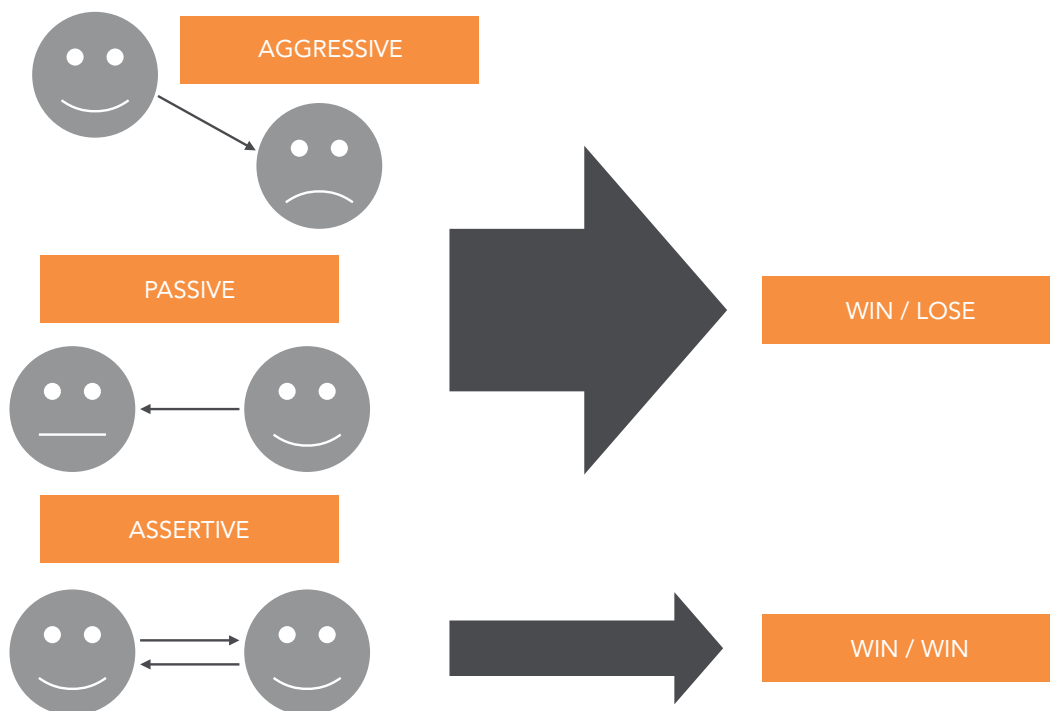 AGGRESSIVE
PASSIVE
WIN / LOSE
ASSERTIVE
WIN / WIN